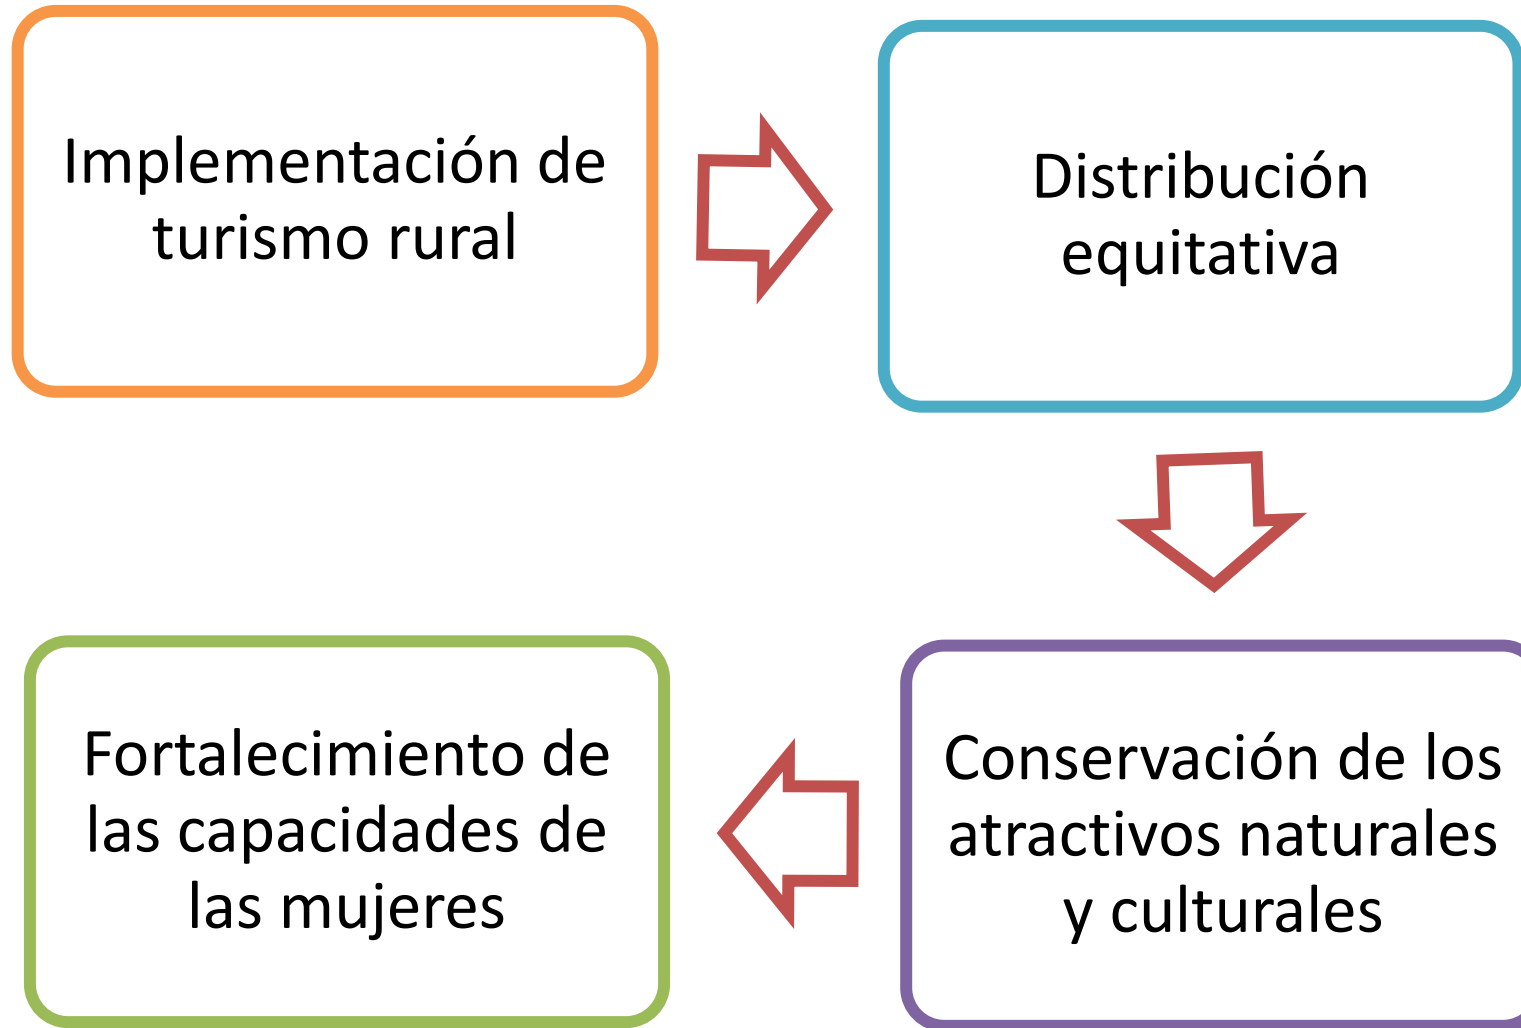 Implementación de
turismo rural
Distribución
equitativa
Conservación de los
atractivos naturales
y culturales
Fortalecimiento de
las capacidades de
las mujeres